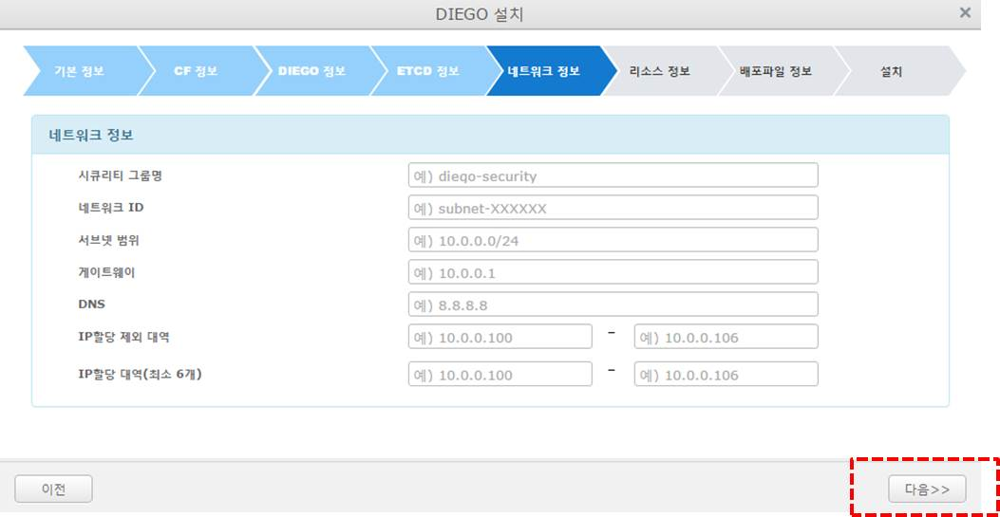 DIEGO 설치
×
기본 정보 CF 정보 DIEGO 정보 ETCD 정보 네트워크 정보 리소스 정보 배포파일 정보 설치
네트워크 정보
시큐리티 그룹명 예) diego-security
네트워크 ID 예) subnet-XXXXXX
서브넷 범위 예) 10.0.0.0/24
게이트웨이 예) 10.0.0.1
DNS 예) 8.8.8.8
IP할당 제외 대역 예) 10.0.0.100 – 예) 10.0.0.106
IP할당 대역(최소 6개) 예) 10.0.0.100 – 예) 10.0.0.106
이전 다음>>